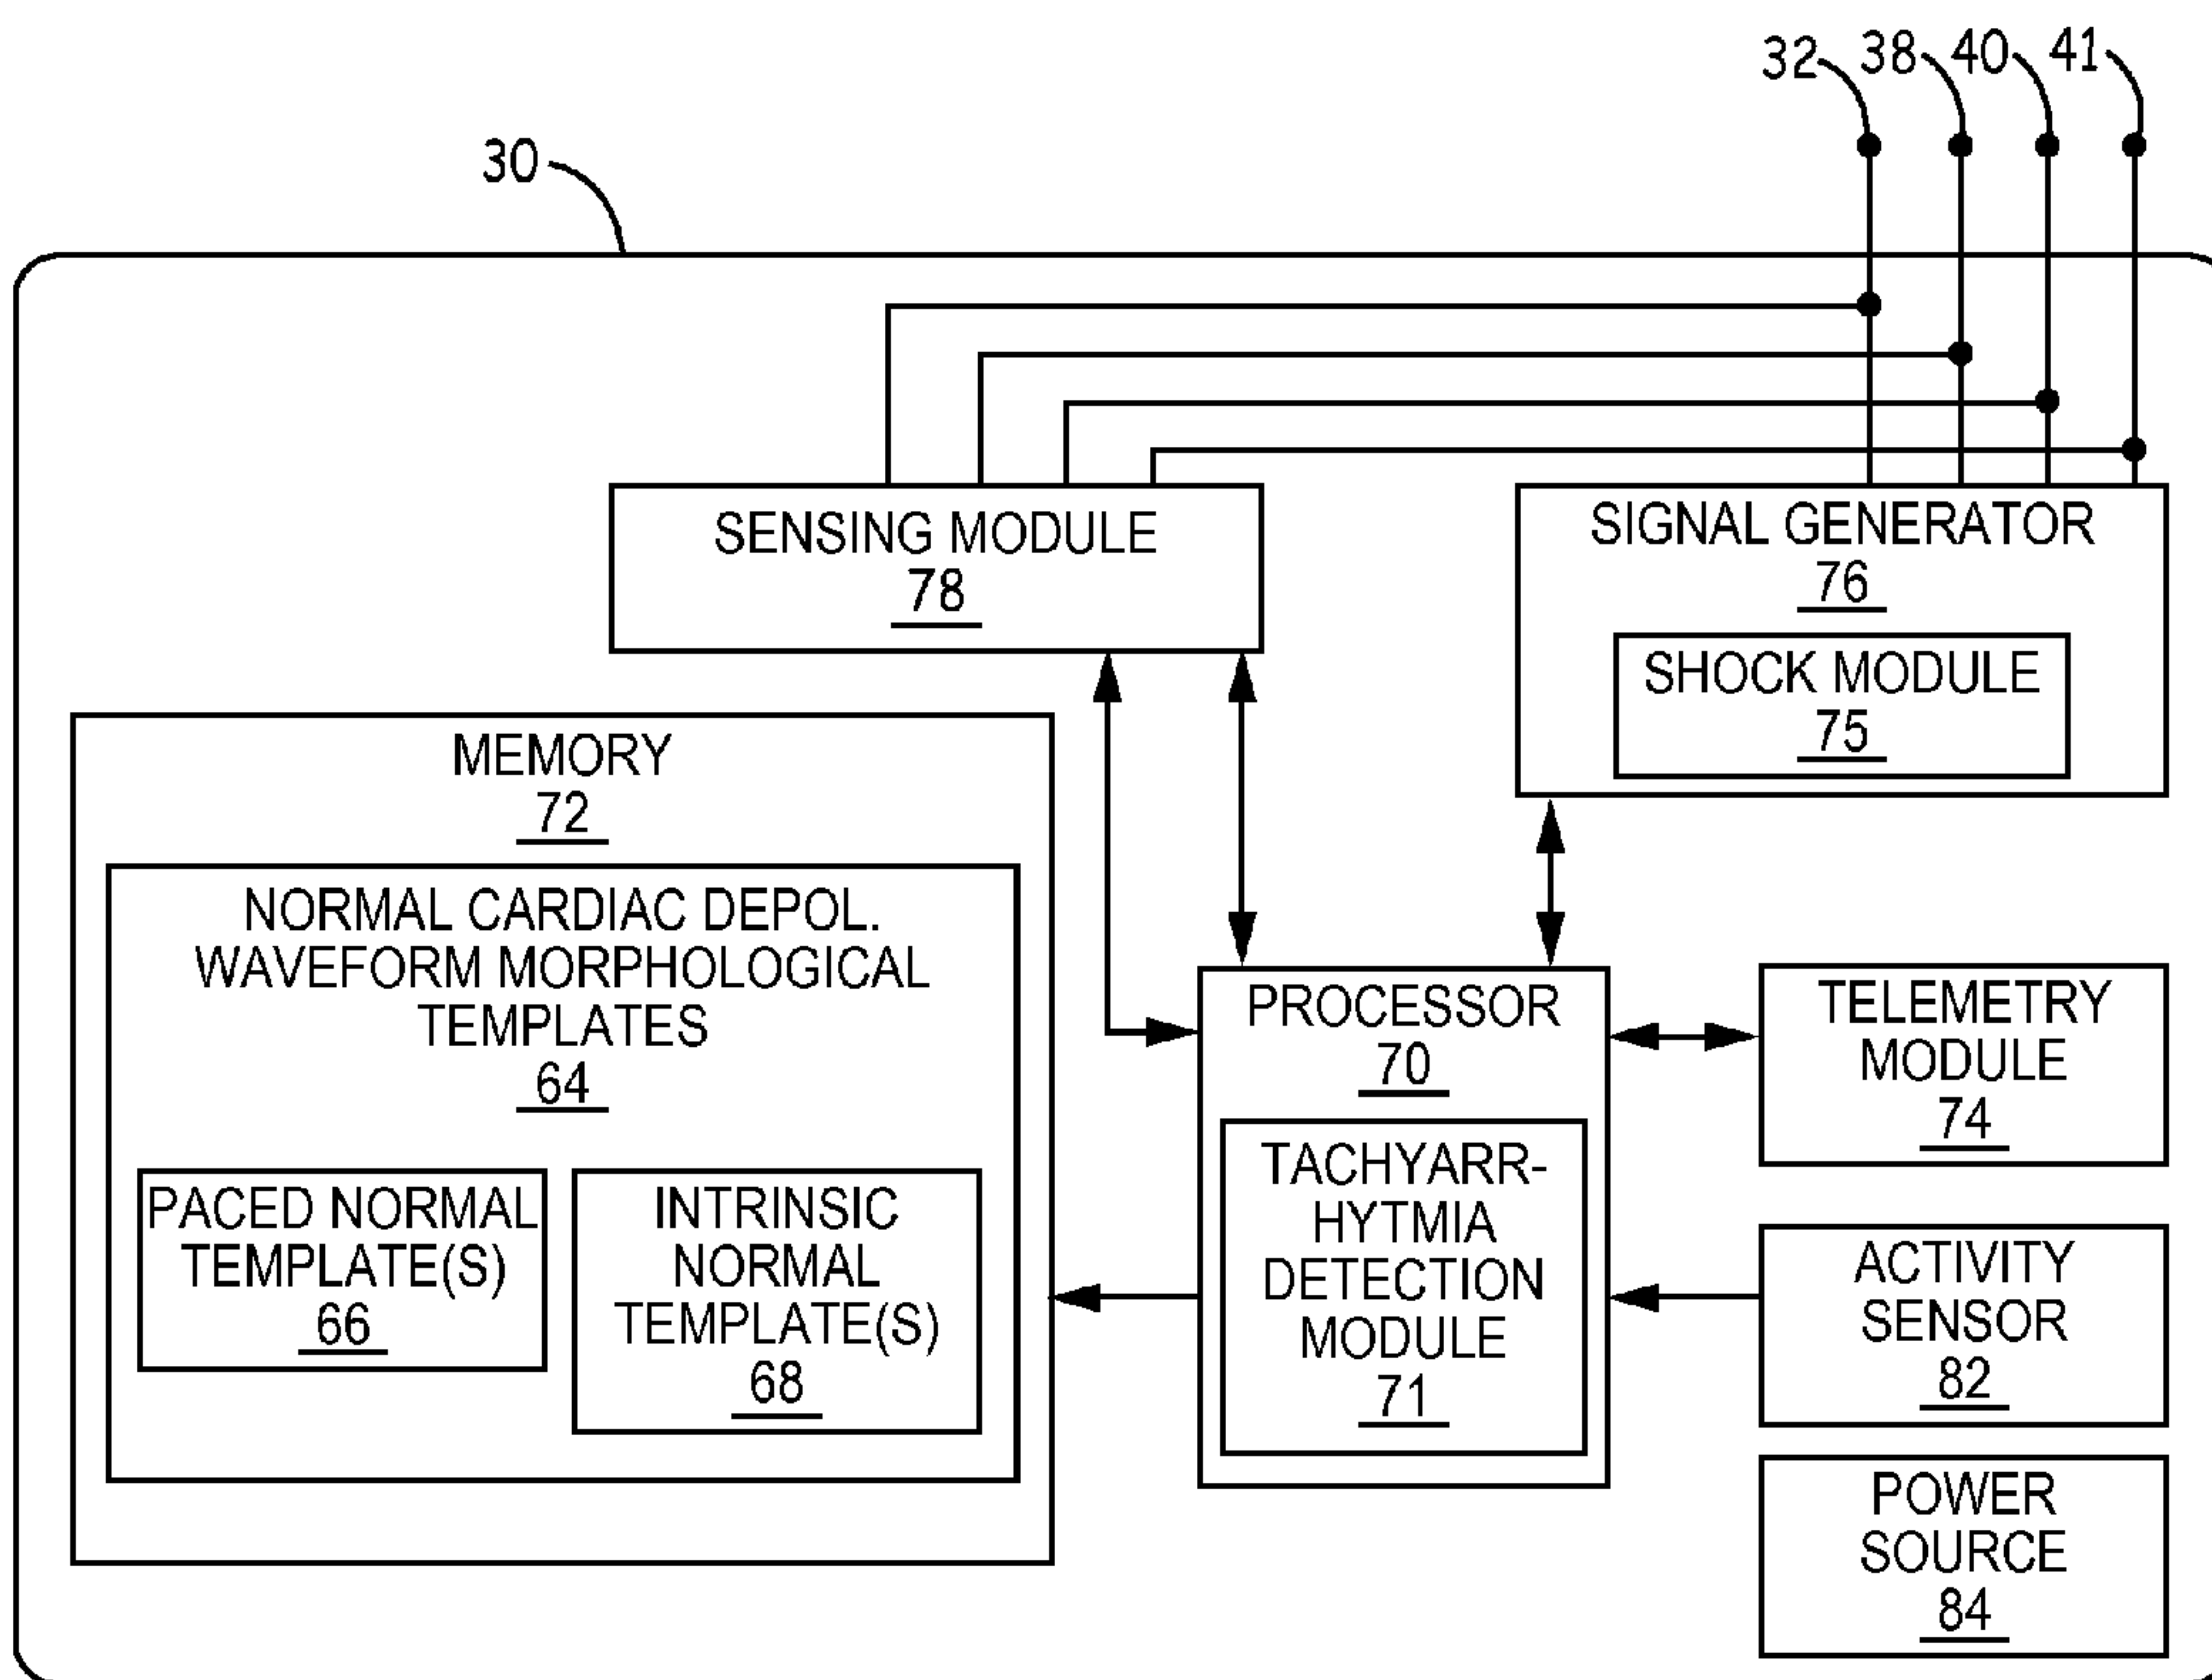 32 38 40 41
30
SENSING MODULE
78
SIGNAL GENERATOR
76
SHOCK MODULE
75
MEMORY
72
NORMAL CARDIAC DEPOL.
WAVEFORM MORPHOLOGICAL
TEMPLATES
64
PACED NORMAL
TEMPLATE(S)
66
INTRINSIC
NORMAL
TEMPLATE(S)
68
PROCESSOR
70
TACHYARR-
HYTMIA
DETECTION
MODULE
71
TELEMETRY
MODULE
74
ACTIVITY
SENSOR
82
POWER
SOURCE
84